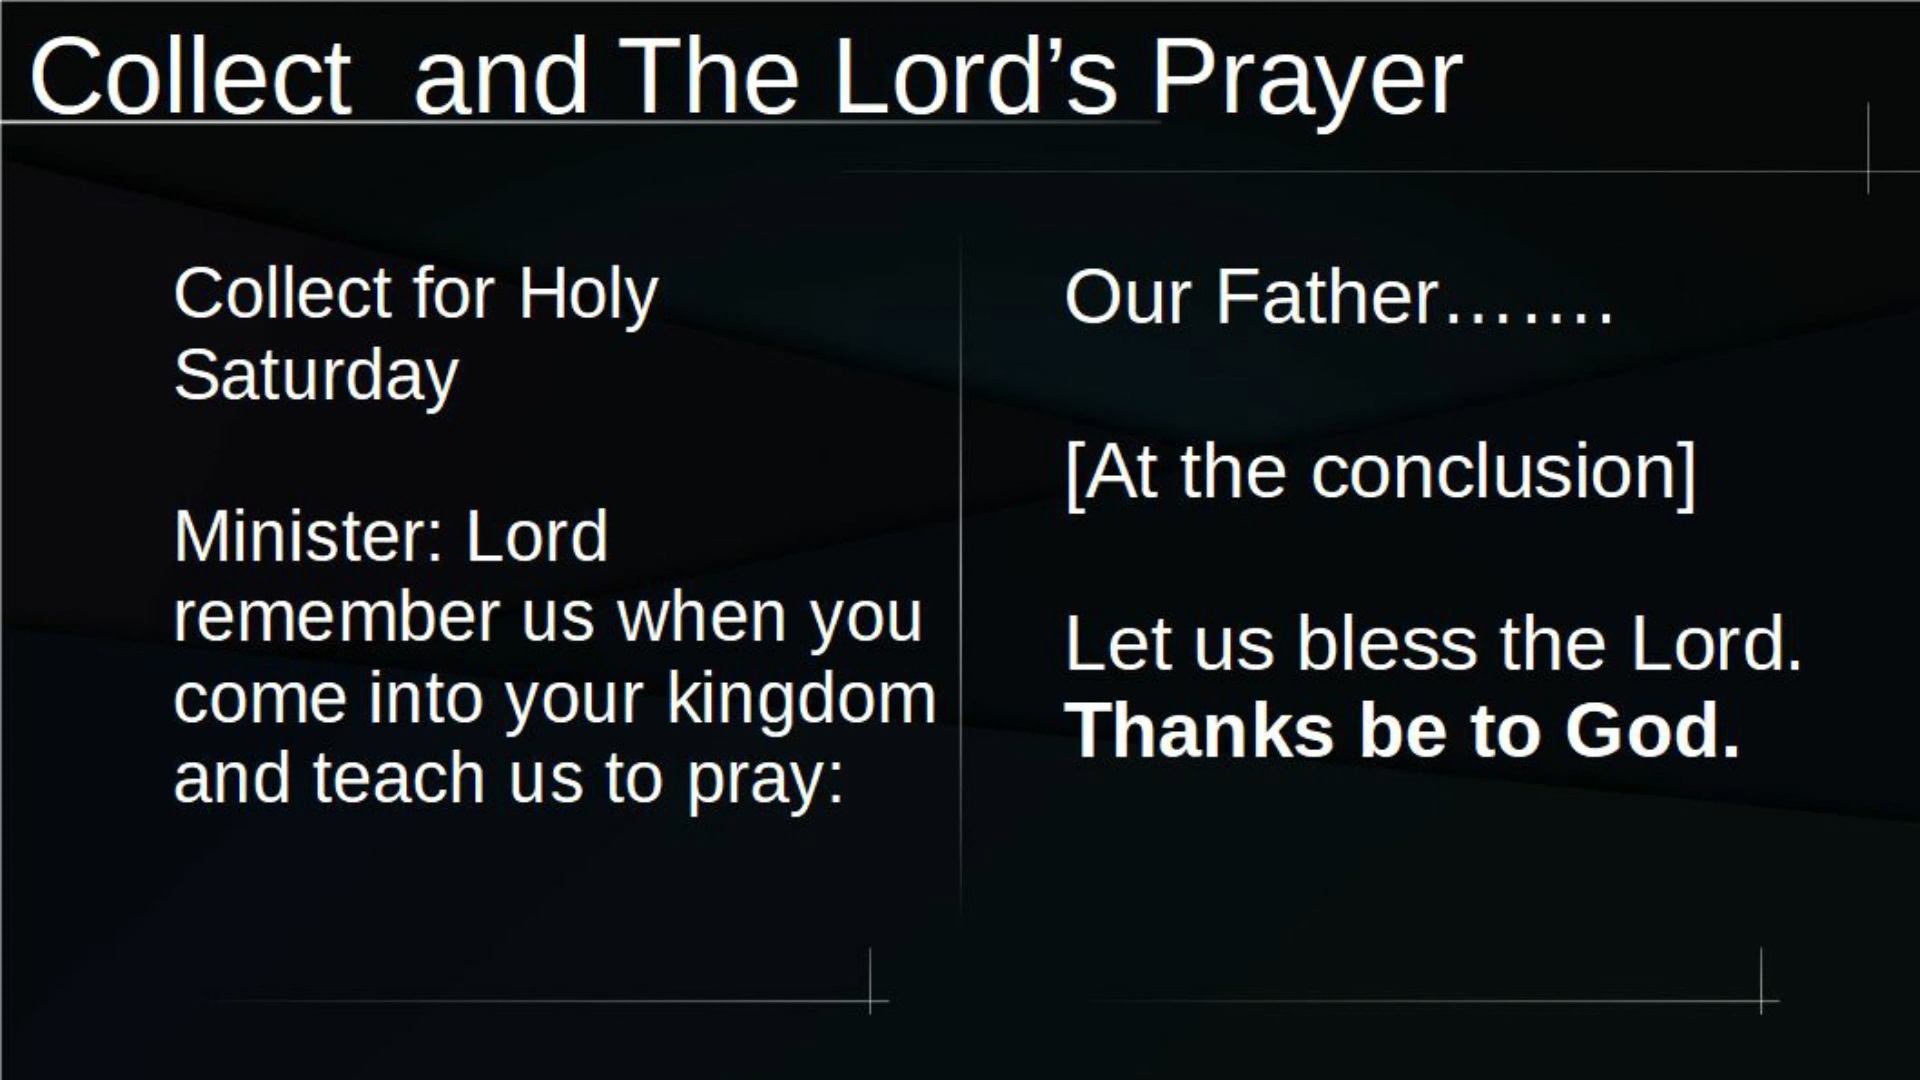 Collect  and The Lord’s Prayer
Collect for Holy
Saturday
Minister: Lord
remember us when you
come into your kingdom
and teach us to pray:
Our Father…….
[At the conclusion]
Let us bless the Lord.
Thanks be to God.